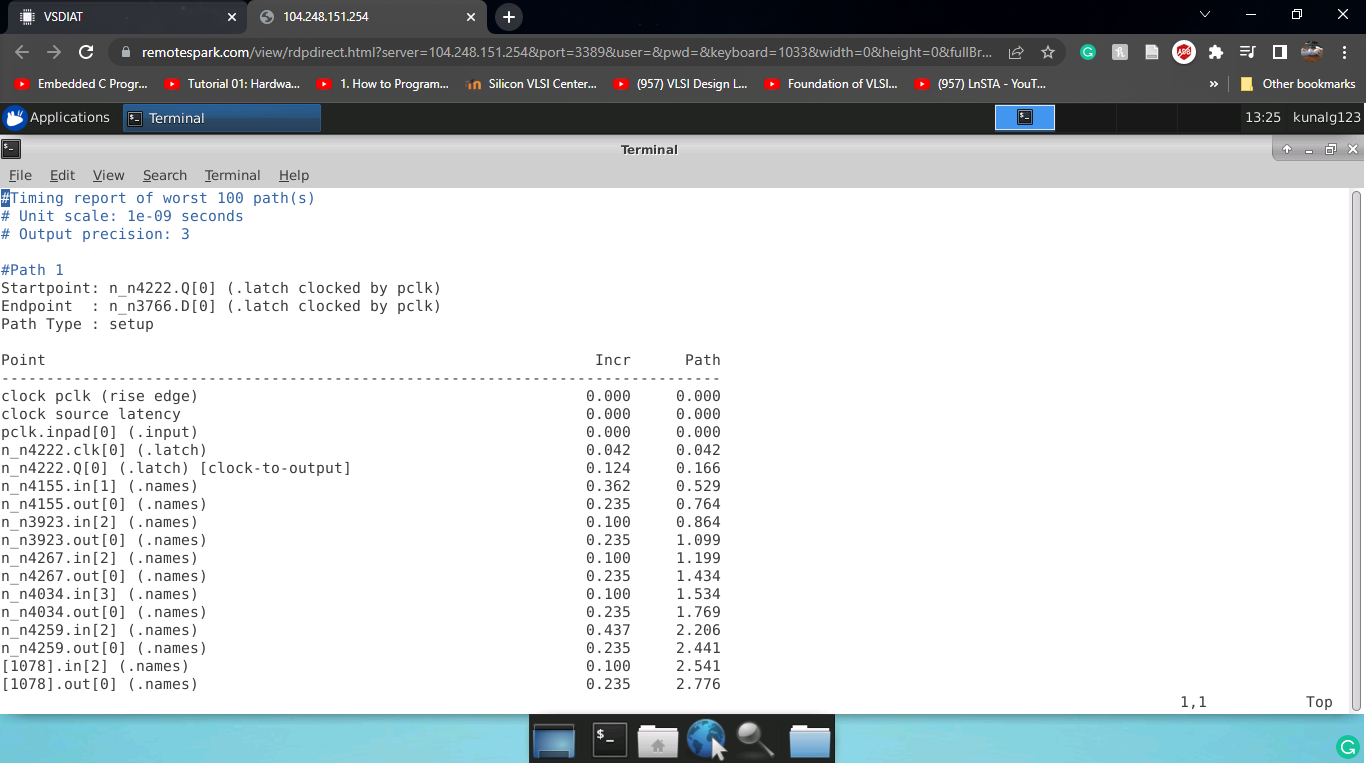 VSDIAT
104.248.151.254
remotespark.com/view/rdpdirect.html?server=104.248.151.254&port=3389&user=&pwd=&keyboard=1033&width=0&height=0&fullBr...
Embedded C Progr... Tutorial 01: Hardwa... 1. How to Program... Silicon VLSI Center... (957) VLSI Design L... Foundation of VLSI... (957) LnSTA - YouT... » Other bookmarks
Applications Terminal 13:25 kunalg123
Terminal
File Edit View Search Terminal Help
#Timing report of worst 100 path(s)
# Unit scale: 1e-09 seconds
# Output precision: 3
#Path 1
Startpoint: n_n4222.Q[0] (.latch clocked by pclk)
Endpoint  : n_n3766.D[0] (.latch clocked by pclk)
Path Type : setup
Point Incr Path
--------------------------------------------------------------------------------
clock pclk (rise edge) 0.000 0.000
clock source latency 0.000 0.000
pclk.inpad[0] (.input) 0.000 0.000
n_n4222.clk[0] (.latch) 0.042 0.042
n_n4222.Q[0] (.latch) [clock-to-output] 0.124 0.166
n_n4155.in[1] (.names) 0.362 0.529
n_n4155.out[0] (.names) 0.235 0.764
n_n3923.in[2] (.names) 0.100 0.864
n_n3923.out[0] (.names) 0.235 1.099
n_n4267.in[2] (.names) 0.100 1.199
n_n4267.out[0] (.names) 0.235 1.434
n_n4034.in[3] (.names) 0.100 1.534
n_n4034.out[0] (.names) 0.235 1.769
n_n4259.in[2] (.names) 0.437 2.206
n_n4259.out[0] (.names) 0.235 2.441
[1078].in[2] (.names) 0.100 2.541
[1078].out[0] (.names) 0.235 2.776
1,1 Top